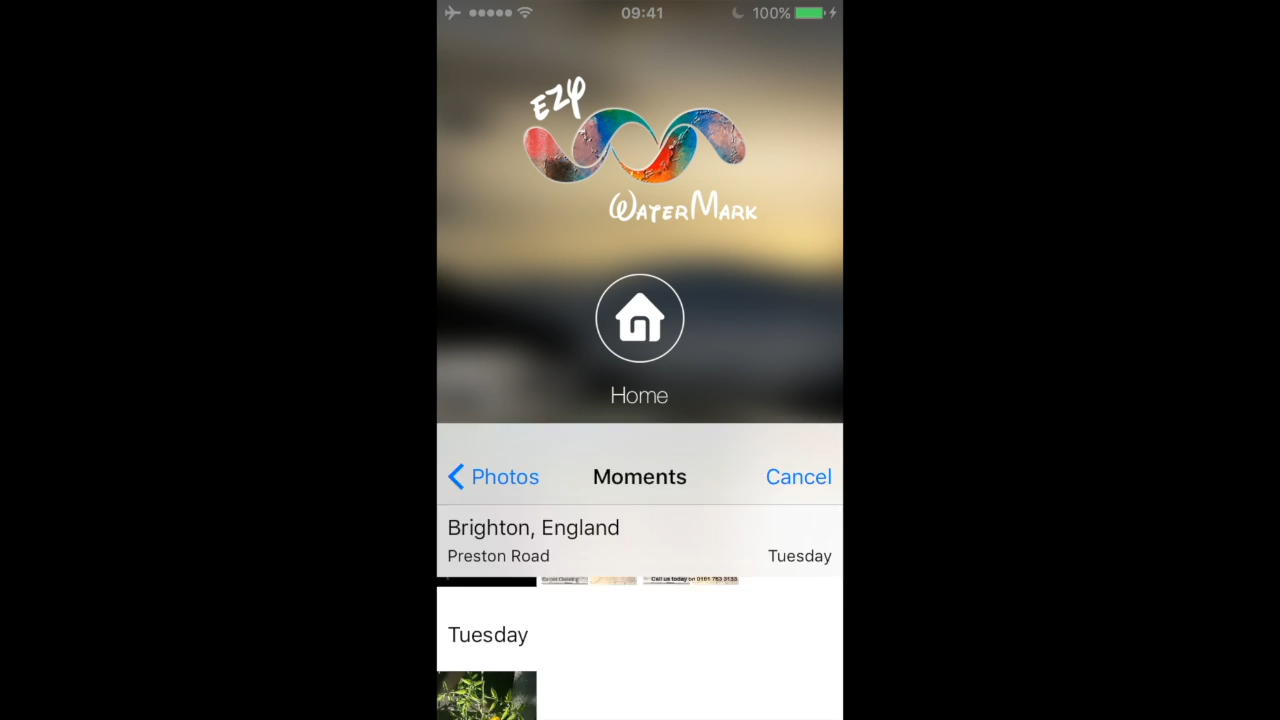 09:41
100%
EZY
WATERMARK
Home
Photos
Moments
Cancel
Brighton, England
Preston Road
Tuesday
Call us today on 0161 763 3133
Tuesday